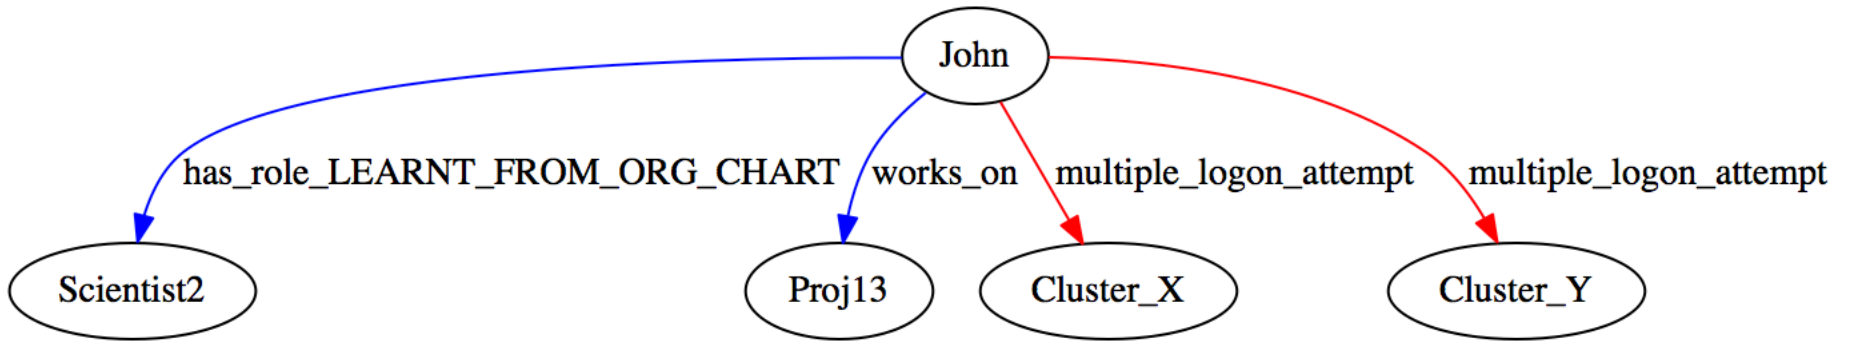 John
has_role_LEARNT_FROM_ORG_CHART
works_on
multiple_logon_attempt
multiple_logon_attempt
Scientist2
Proj13
Cluster_X
Cluster_Y